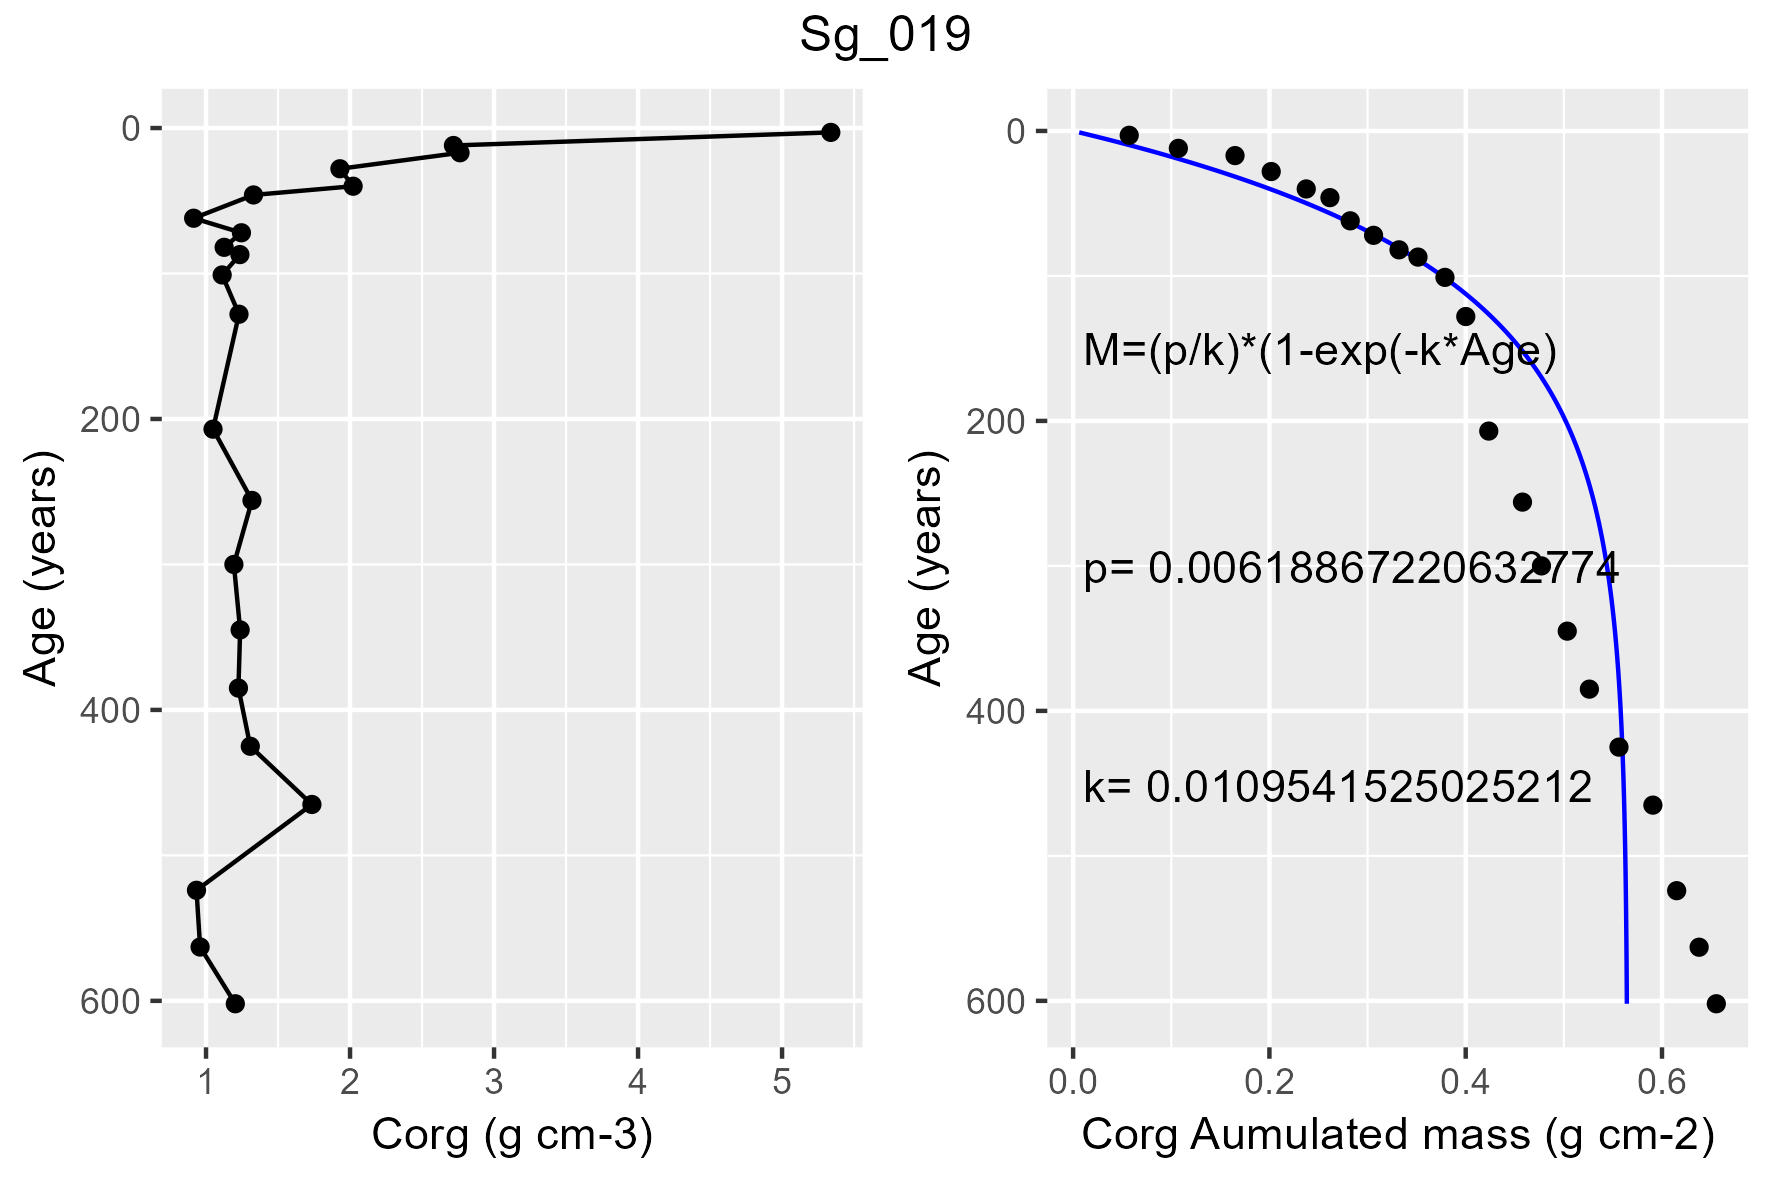 Sg_019
0
200
400
600
Age (years)
1 2 3 4 5
Corg (g cm-3)
0
200
400
600
Age (years)
M=(p/k)*(1-exp(-k*Age)
p= 0.00618867220632774
k= 0.0109541525025212
0.0 0.2 0.4 0.6
Corg Aumulated mass (g cm-2)